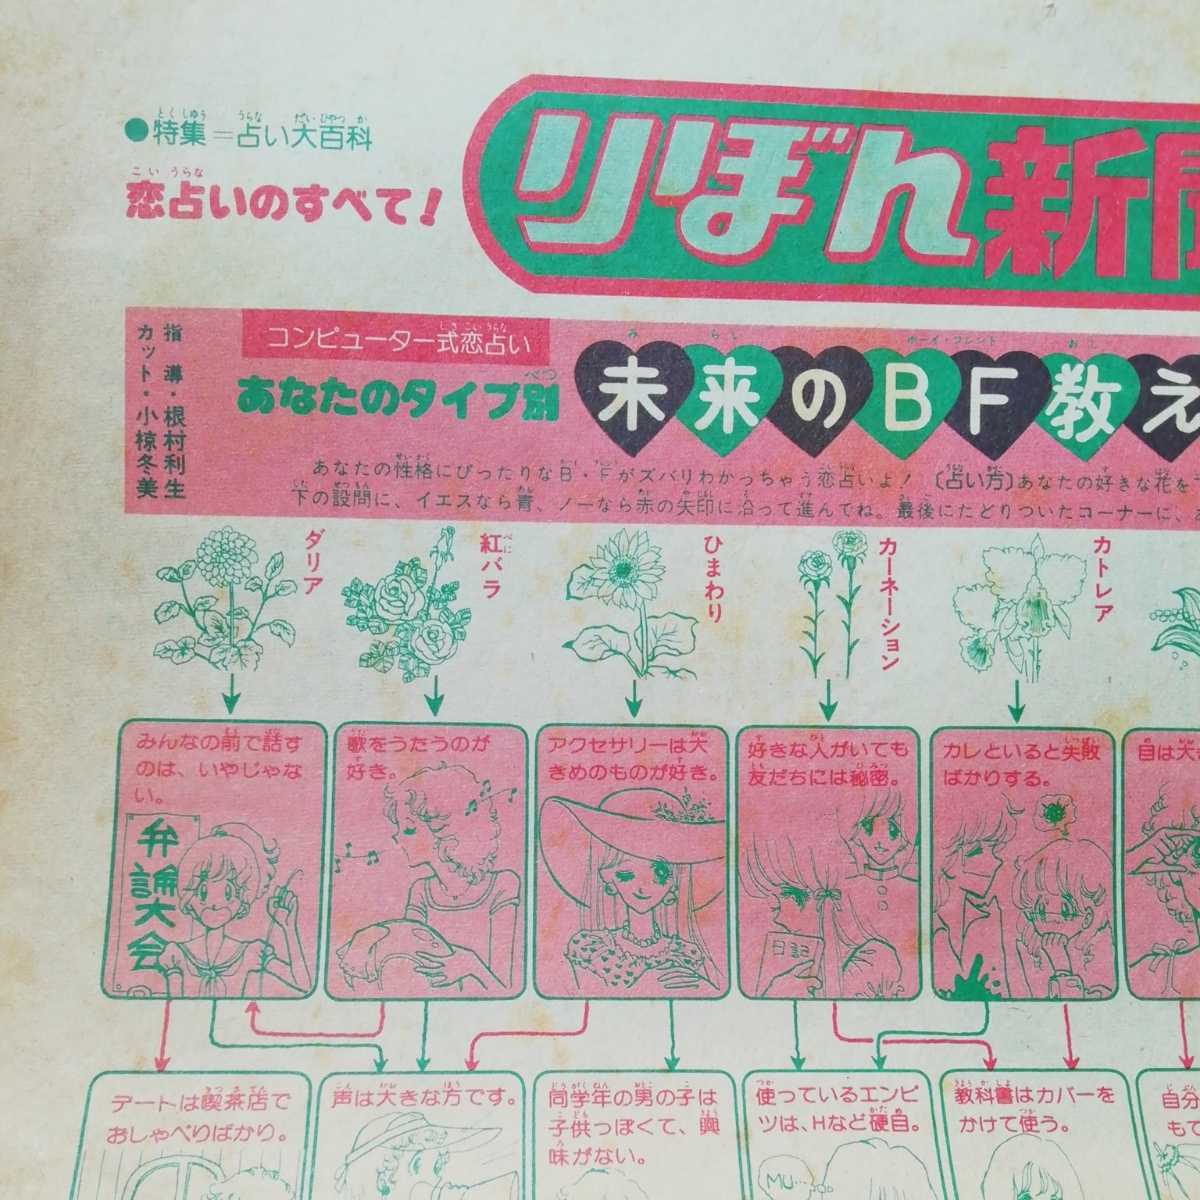 ●特集=占い大百科
恋占いのすべて!
りぼん新
コンピューター式恋占い
あなたのタイプ別
未来のBF教え
指導・根村利生
カット・小椋冬美
あなたの性格にぴったりなB・Fがズバリわかっちゃう恋占いよ!〔占い方〕あなたの好きな花を
下の設問に、イエスなら青、ノーなら赤の矢印に沿って進んでね。最後にたどりついたコーナーに、
ダリア
紅バラ
ひまわり
カーネーション
カトレア
みんなの前で話す
のは、いやじゃな
い。
弁論大会
歌をうたうのが
好き。
アクセサリーは大
きめのものが好き。
好きな人がいても
友だちには秘密。
日記
カレといると失敗
ばかりする。
目は大
デートは喫茶店で
おしゃべりばかり。
声は大きな方です。
同学年の男の子は
子供っぽくて、興
味がない。
使っているエンピ
ツは、Hなど硬目。
MU…
教科書はカバーを
かけて使う。
自分
もて